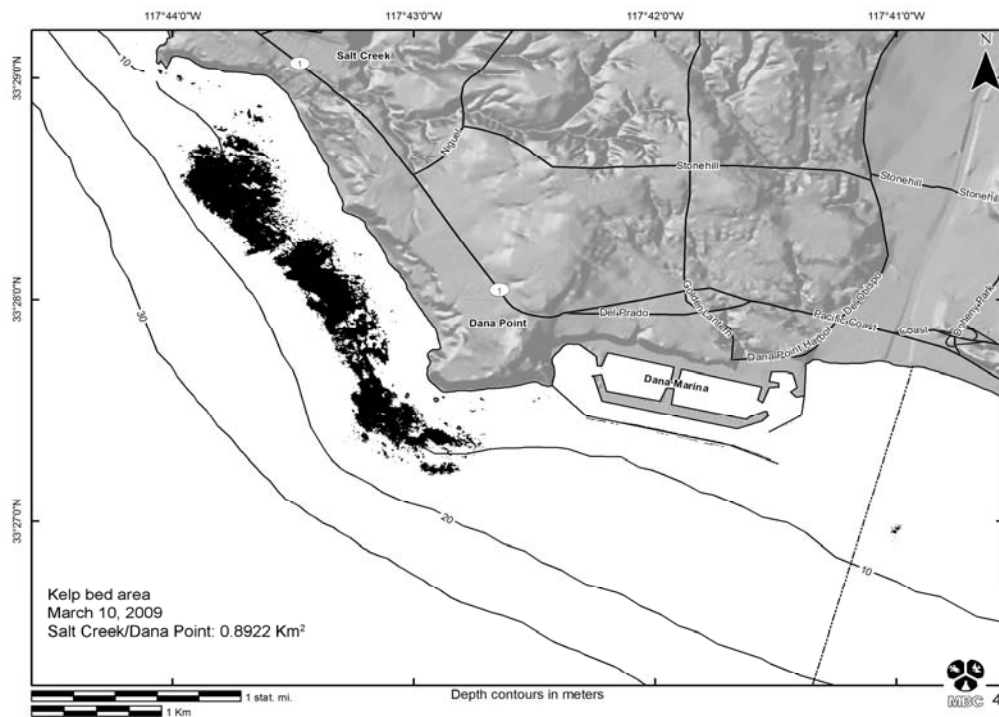 117°44'0"W
117°43'0"W
117°42'0"W
117°41'0"W
N
33°29'0"N
33°28'0"N
33°27'0"N
Salt Creek
1
10
Niguel
Stonehill
Stonehill
Stonehill
30
1
Dana Point
Del Prado
Golden Lantern
Del Obispo
Pacific Coast
Coast
Doheny Park
Dana Point Harbor
Dana Marina
20
10
Kelp bed area
March 10, 2009
Salt Creek/Dana Point: 0.8922 Km²
1 stat. mi.
1 Km
Depth contours in meters
MBC
4